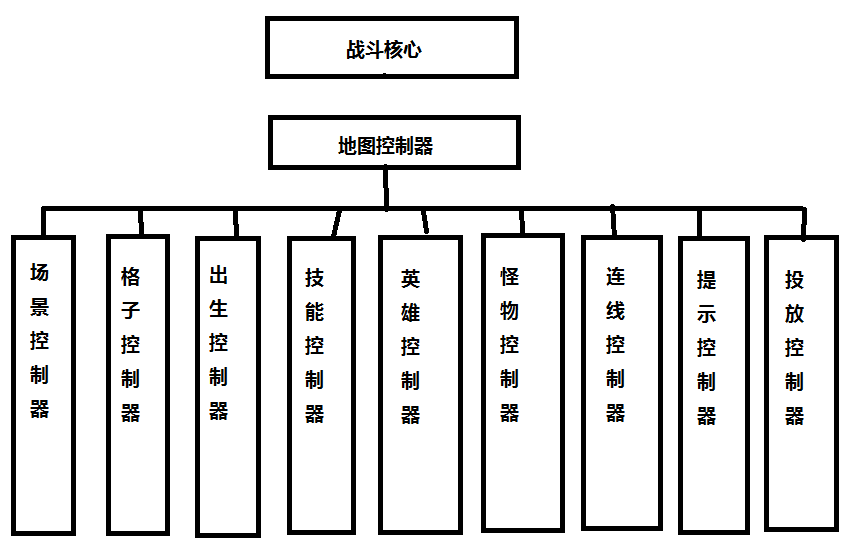 战斗核心
地图控制器
场景控制器
格子控制器
出生控制器
技能控制器
英雄控制器
怪物控制器
连线控制器
提示控制器
投放控制器